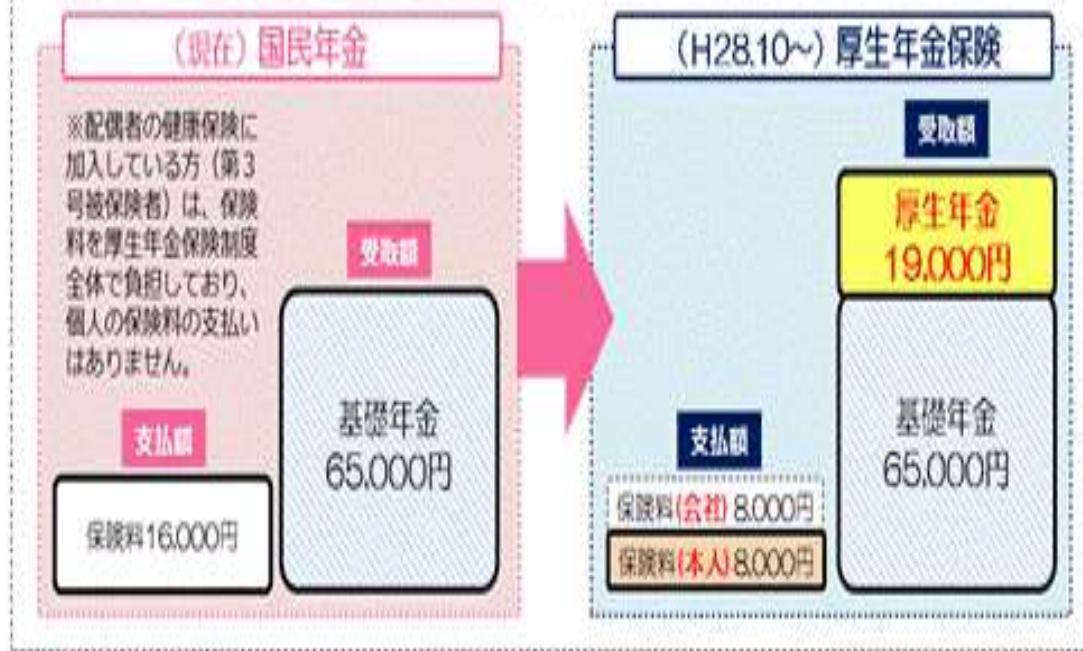 (現在) 国民年金
※配偶者の健康保険に
加入している方（第3
号被保険者）は、保険
料を厚生年金保険制度
全体で負担しており、
個人の保険料の支払い
はありません。
受取額
基礎年金
65,000円
支払額
保険料16,000円
(H28.10～) 厚生年金保険
受取額
厚生年金
19,000円
基礎年金
65,000円
支払額
保険料(会社) 8,000円
保険料(本人) 8,000円